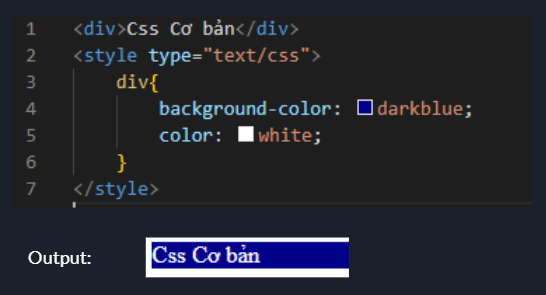 1 <div>Css Cơ bản</div>
2 <style type="text/css">
3 div{
4 background-color: darkblue;
5 color: white;
6 }
7 </style>
Output: Css Cơ bản